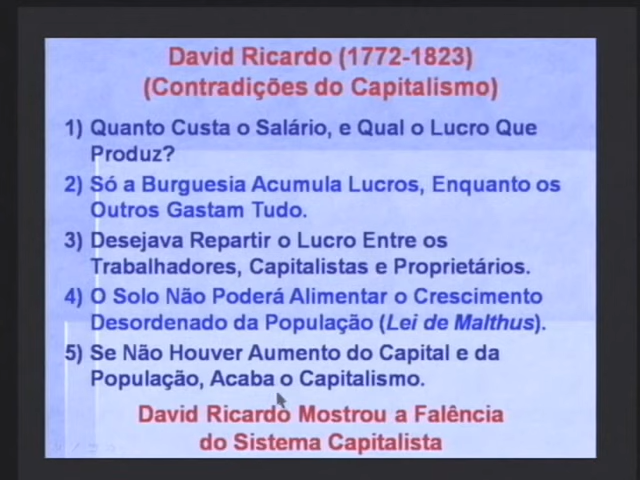 David Ricardo (1772-1823)
(Contradições do Capitalismo)
1) Quanto Custa o Salário, e Qual o Lucro Que
Produz?
2) Só a Burguesia Acumula Lucros, Enquanto os
Outros Gastam Tudo.
3) Desejava Repartir o Lucro Entre os
Trabalhadores, Capitalistas e Proprietários.
4) O Solo Não Poderá Alimentar o Crescimento
Desordenado da População (Lei de Malthus).
5) Se Não Houver Aumento do Capital e da
População, Acaba o Capitalismo.
David Ricardo Mostrou a Falência
do Sistema Capitalista